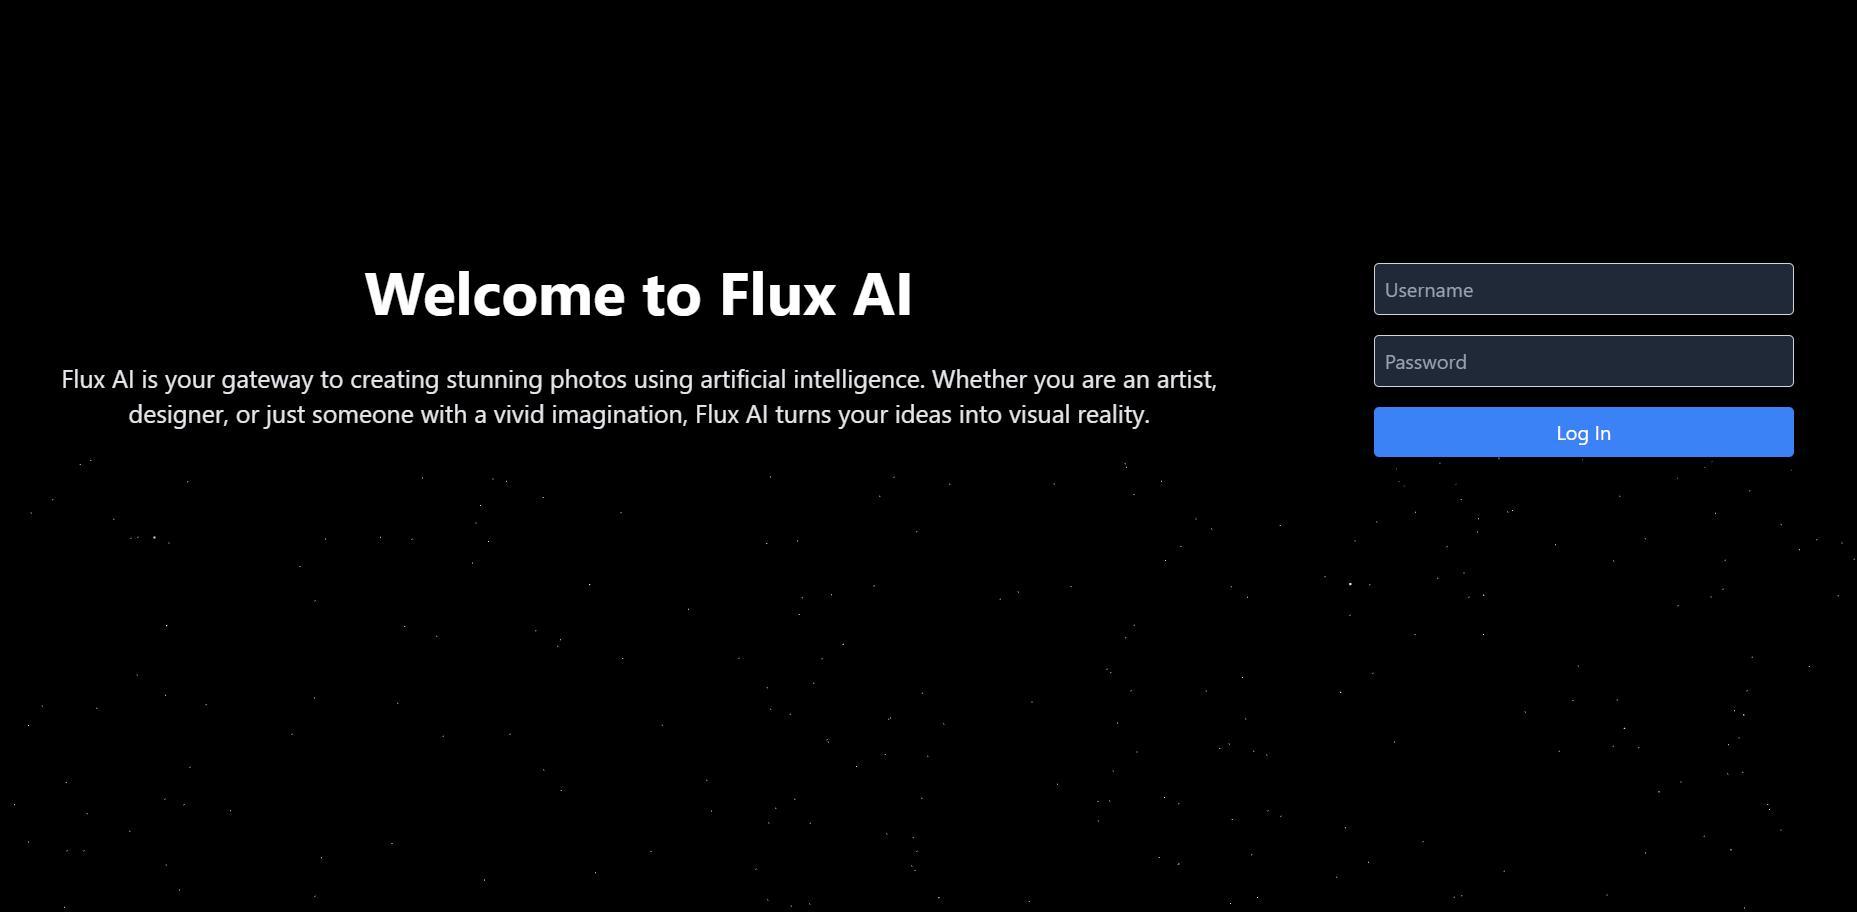 Welcome to Flux AI
Flux AI is your gateway to creating stunning photos using artificial intelligence. Whether you are an artist,
designer, or just someone with a vivid imagination, Flux AI turns your ideas into visual reality.
Username
Password
Log In